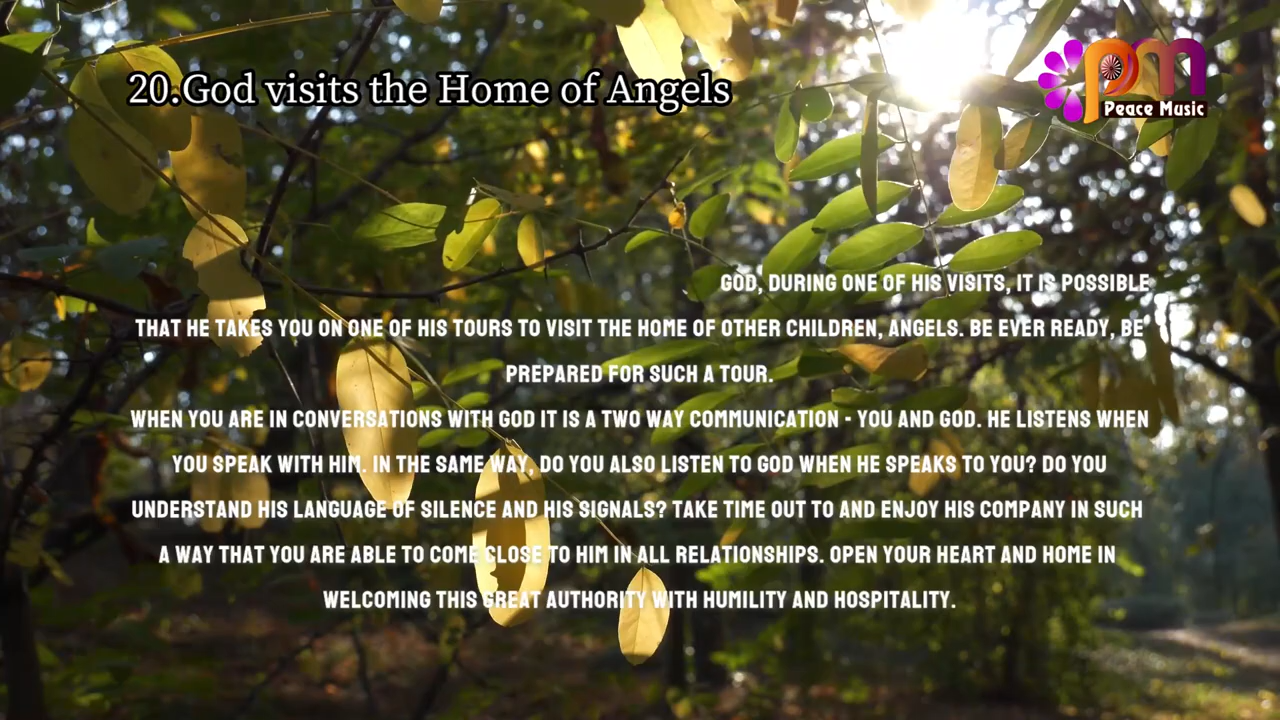 20.God visits the Home of Angels
pm
Peace Music
GOD, DURING ONE OF HIS VISITS, IT IS POSSIBLE
THAT HE TAKES YOU ON ONE OF HIS TOURS TO VISIT THE HOME OF OTHER CHILDREN, ANGELS. BE EVER READY, BE
PREPARED FOR SUCH A TOUR.
WHEN YOU ARE IN CONVERSATIONS WITH GOD IT IS A TWO WAY COMMUNICATION - YOU AND GOD. HE LISTENS WHEN
YOU SPEAK WITH HIM. IN THE SAME WAY, DO YOU ALSO LISTEN TO GOD WHEN HE SPEAKS TO YOU? DO YOU
UNDERSTAND HIS LANGUAGE OF SILENCE AND HIS SIGNALS? TAKE TIME OUT TO AND ENJOY HIS COMPANY IN SUCH
A WAY THAT YOU ARE ABLE TO COME CLOSE TO HIM IN ALL RELATIONSHIPS. OPEN YOUR HEART AND HOME IN
WELCOMING THIS GREAT AUTHORITY WITH HUMILITY AND HOSPITALITY.